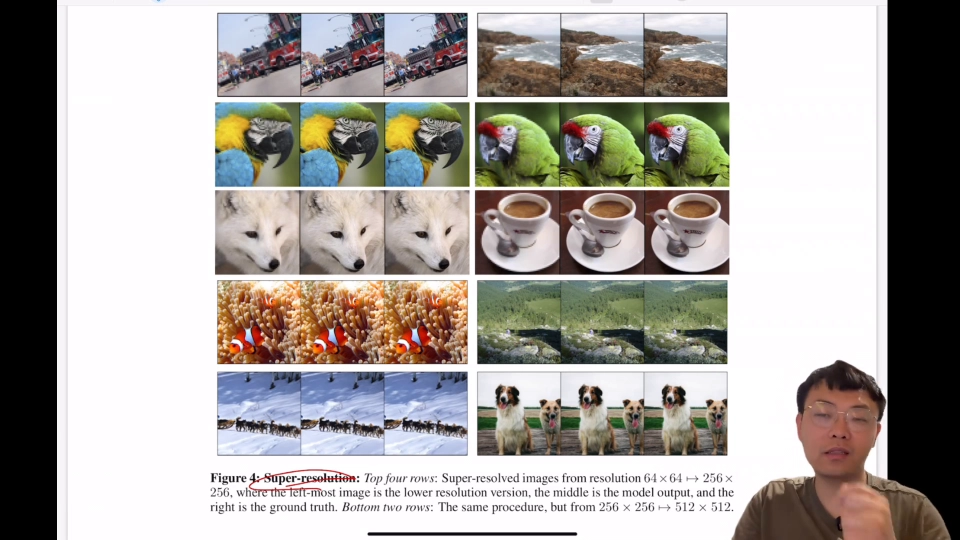 Figure 4: Super-resolution: Top four rows: Super-resolved images from resolution 64×64 ↦ 256×
256, where the left-most image is the lower resolution version, the middle is the model output, and the
right is the ground truth. Bottom two rows: The same procedure, but from 256 × 256 ↦ 512 × 512.